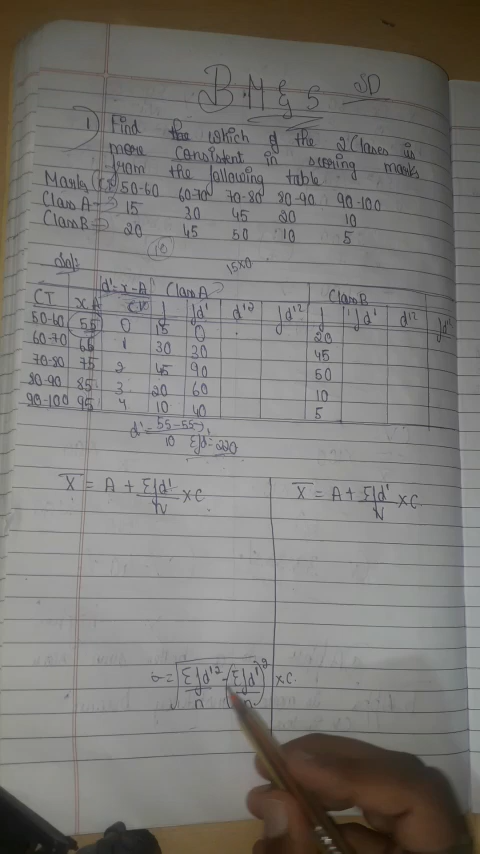 B.M & S SD
1) Find the which of the 2 Classes is
more consistent in scoring marks
from the following table
Marks 50-60 60-70 70-80 80-90 90-100
Class A→ 15 30 45 20 10
Class B→ 20 45 50 10 5
10
15x0
Sol:
d'= x-A Class A Class B
CI x f fd' d'² fd'² f fd' d'² fd'²
50-60 55 0 15 0 20
60-70 65 1 30 30 45
70-80 75 2 45 90 50
80-90 85 3 20 60 10
90-100 95 4 10 40 5
d' = 55-55
10 Σfd' = 220
X̄ = A + Σfd'/N x C X̄ = A + Σfd'/N x C
σ = √(Σfd'²/n - (Σfd'/n)²) x C.